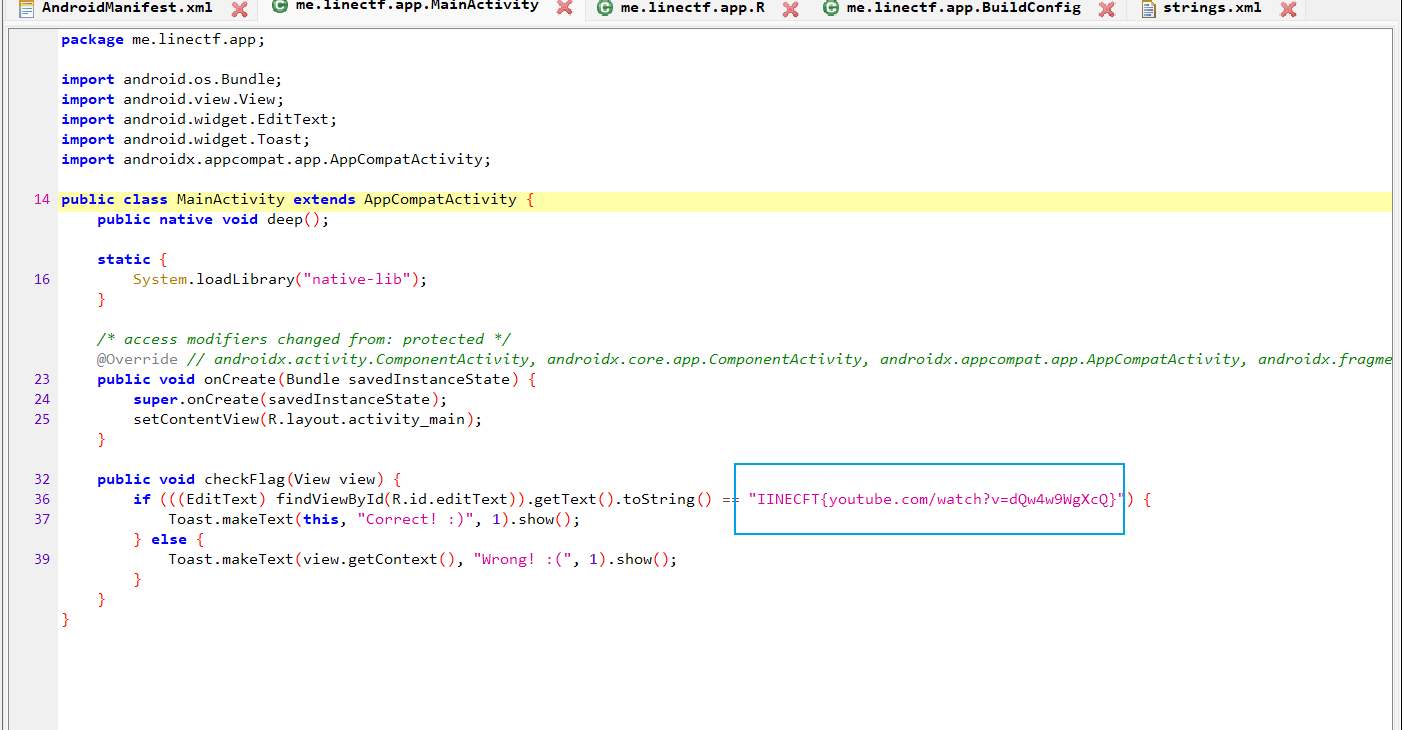 AndroidManifest.xml me.linectf.app.MainActivity me.linectf.app.R me.linectf.app.BuildConfig strings.xml
package me.linectf.app;
import android.os.Bundle;
import android.view.View;
import android.widget.EditText;
import android.widget.Toast;
import androidx.appcompat.app.AppCompatActivity;
14 public class MainActivity extends AppCompatActivity {
public native void deep();
static {
16 System.loadLibrary("native-lib");
}
/* access modifiers changed from: protected */
@Override // androidx.activity.ComponentActivity, androidx.core.app.ComponentActivity, androidx.appcompat.app.AppCompatActivity, androidx.fragme
23 public void onCreate(Bundle savedInstanceState) {
24 super.onCreate(savedInstanceState);
25 setContentView(R.layout.activity_main);
}
32 public void checkFlag(View view) {
36 if (((EditText) findViewById(R.id.editText)).getText().toString() == "IINECFT{youtube.com/watch?v=dQw4w9WgXcQ}") {
37 Toast.makeText(this, "Correct! :)", 1).show();
} else {
39 Toast.makeText(view.getContext(), "Wrong! :(", 1).show();
}
}
}